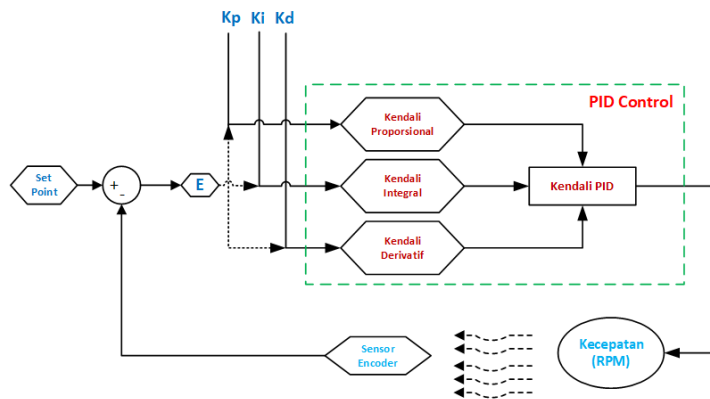 Kp Ki Kd
PID Control
Kendali
Proporsional
Set
Point
+
-
E
Kendali
Integral
Kendali PID
Kendali
Derivatif
Sensor
Encoder
Kecepatan
(RPM)